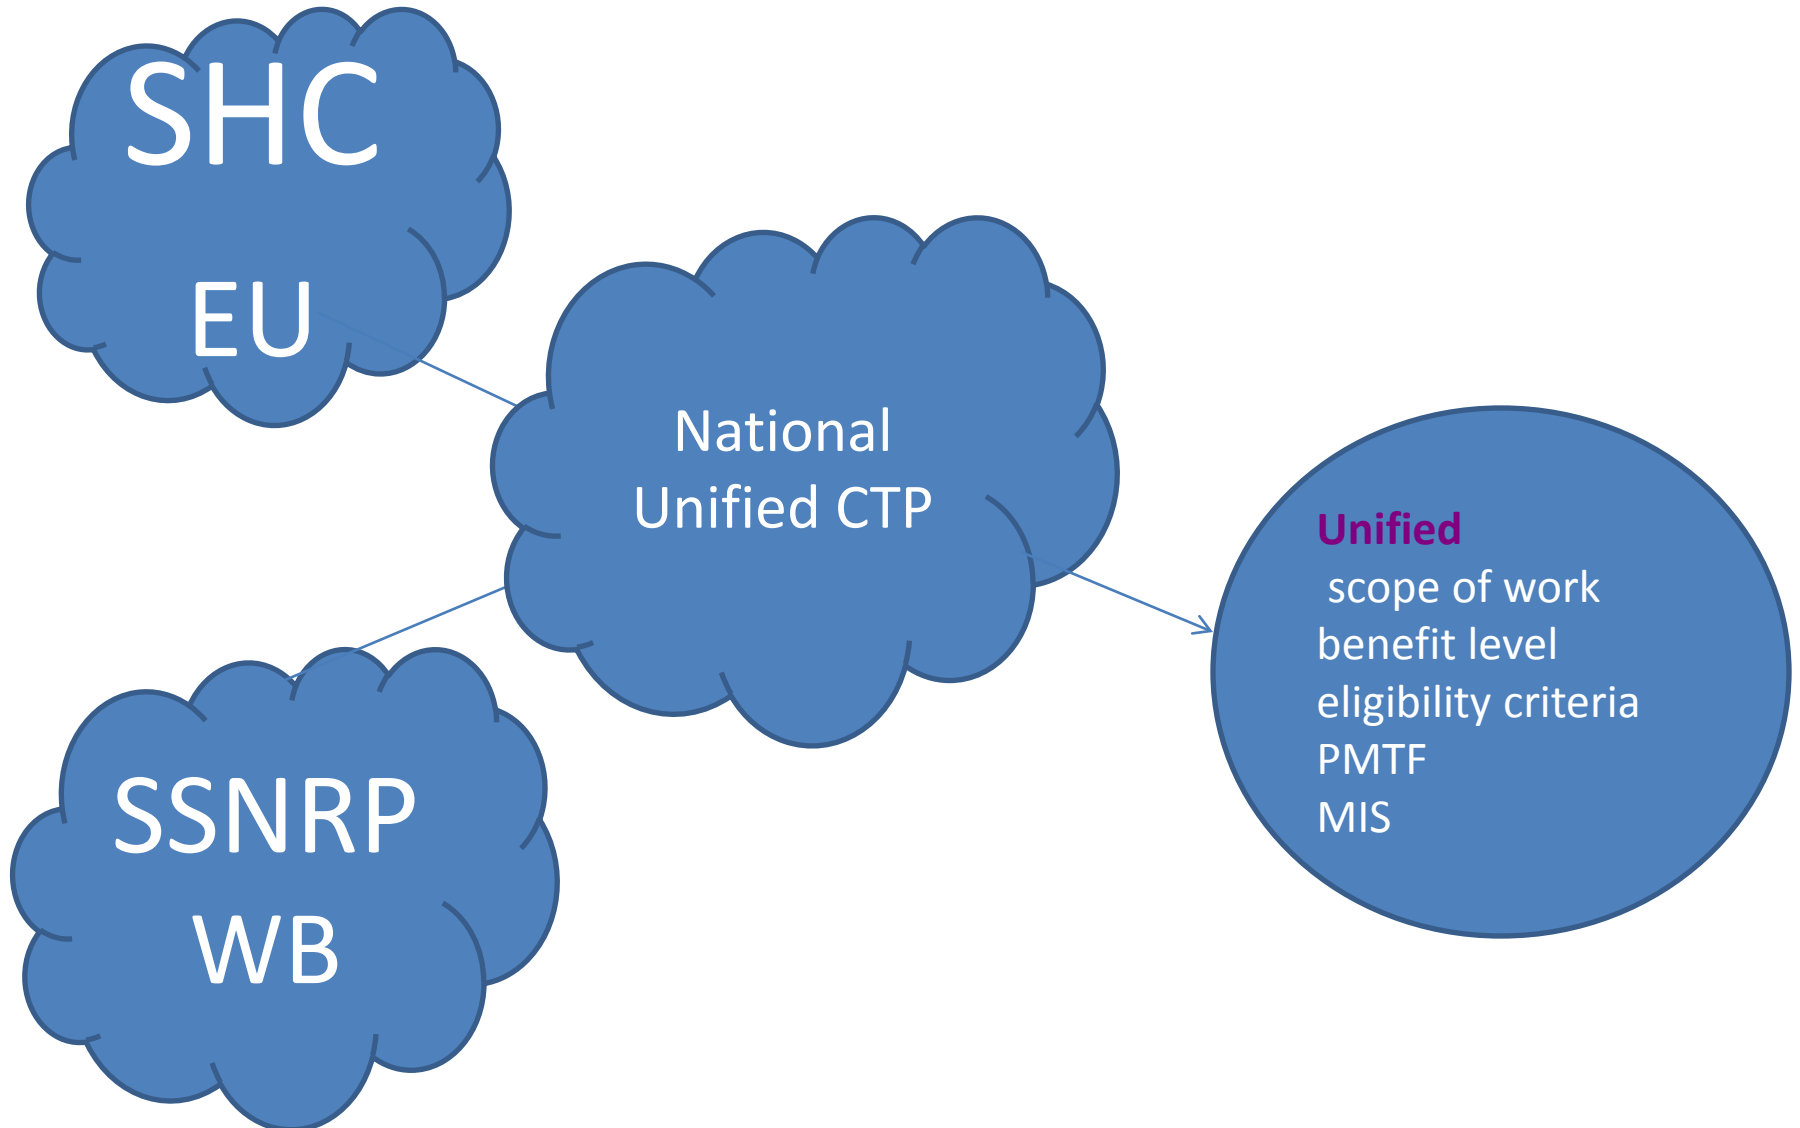 SHC
EU
National
Unified CTP
SSNRP
WB
Unified
scope of work
benefit level
eligibility criteria
PMTF
MIS